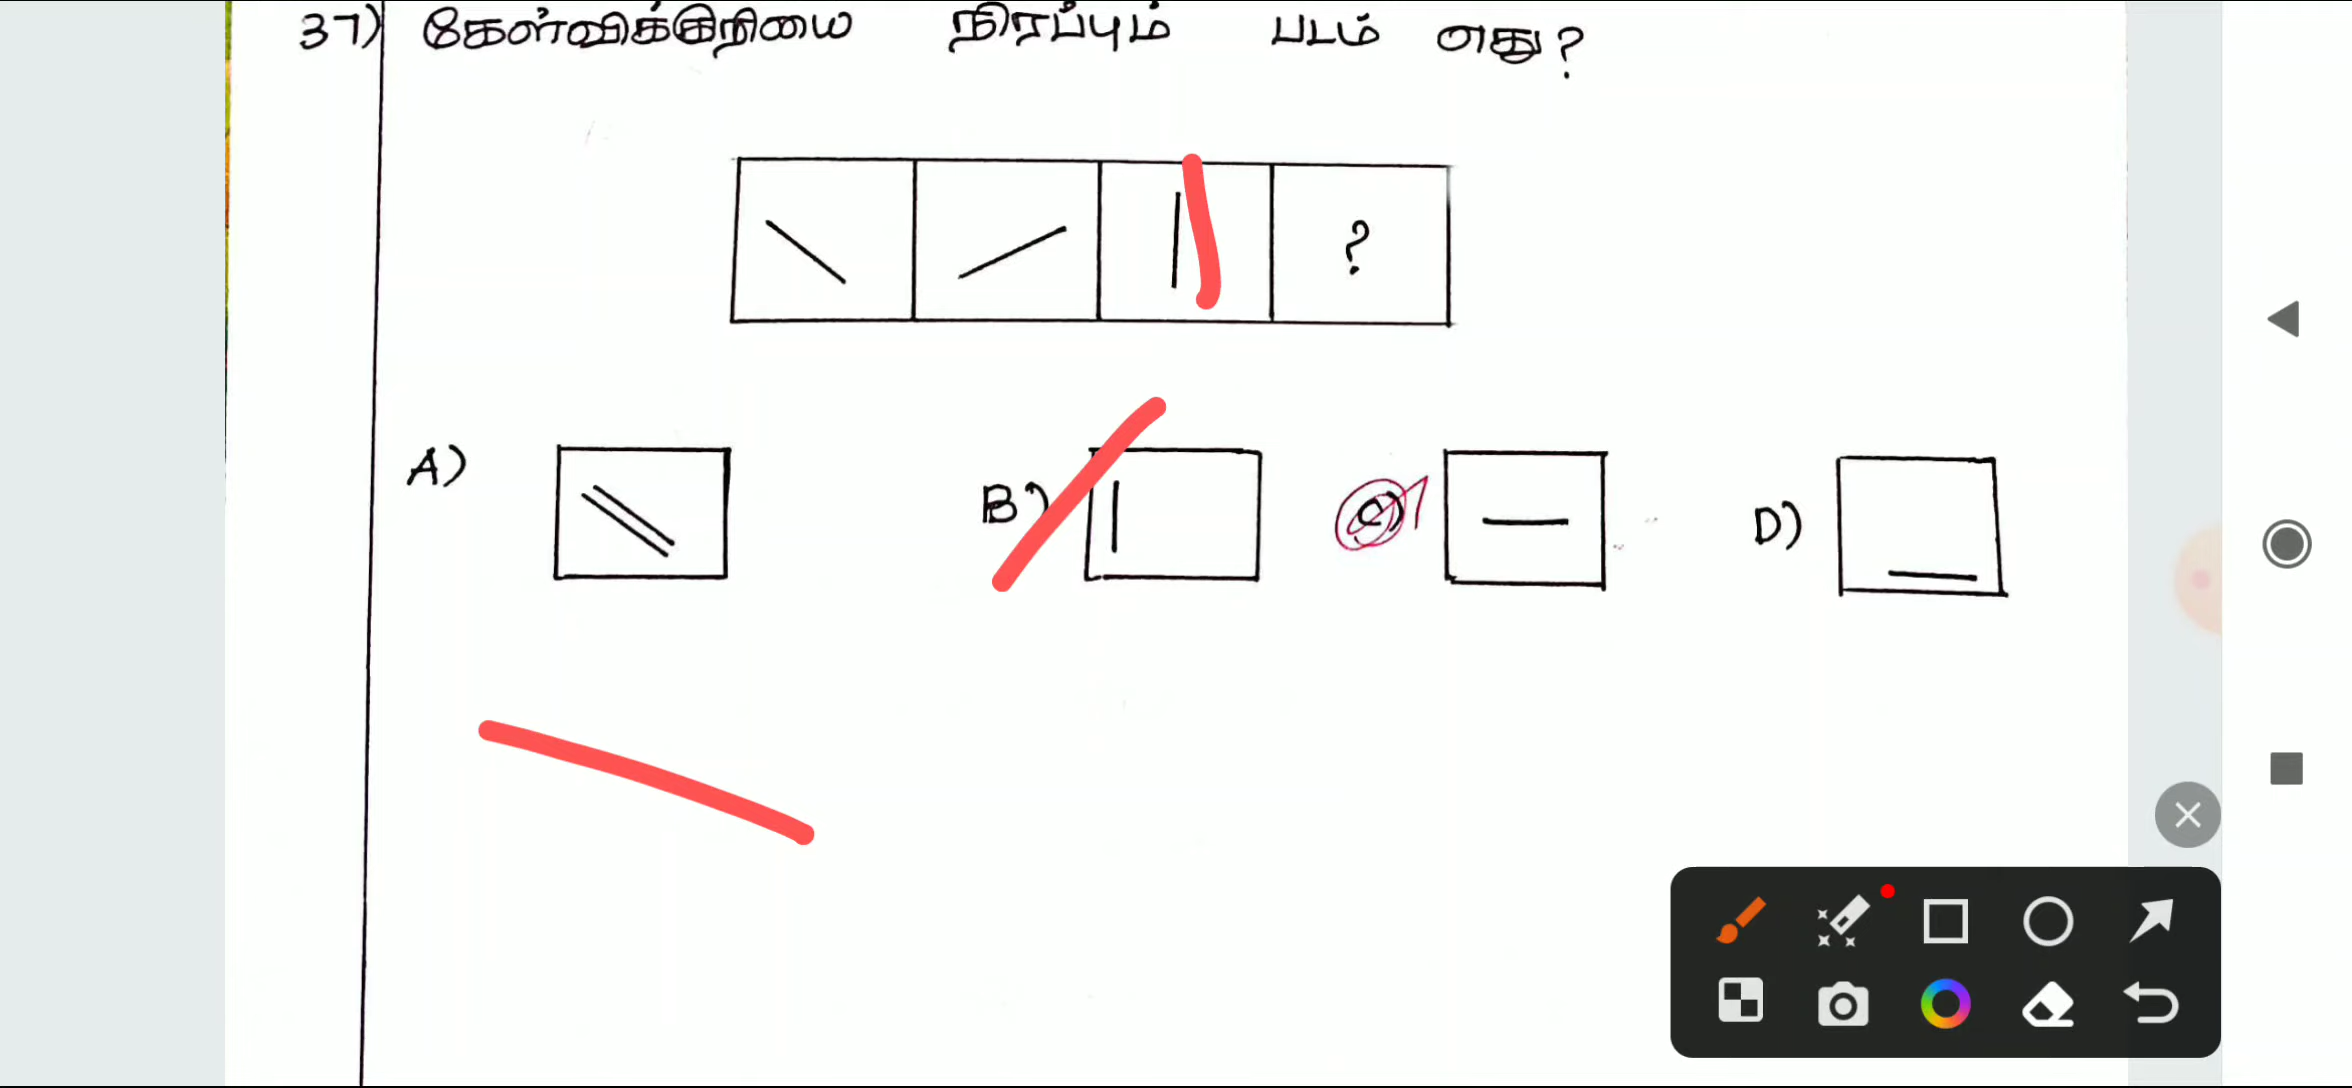 37) கேள்விக்குறியை நிரப்பும் படம் எது?
?
A) B) C) D)